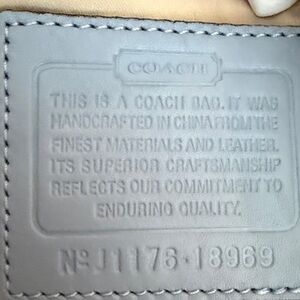 COACH
THIS IS A COACH BAG. IT WAS
HANDCRAFTED IN CHINA FROM THE
FINEST MATERIALS AND LEATHER.
ITS SUPERIOR CRAFTSMANSHIP
REFLECTS OUR COMMITMENT TO
ENDURING QUALITY.
Nº J1176-18969